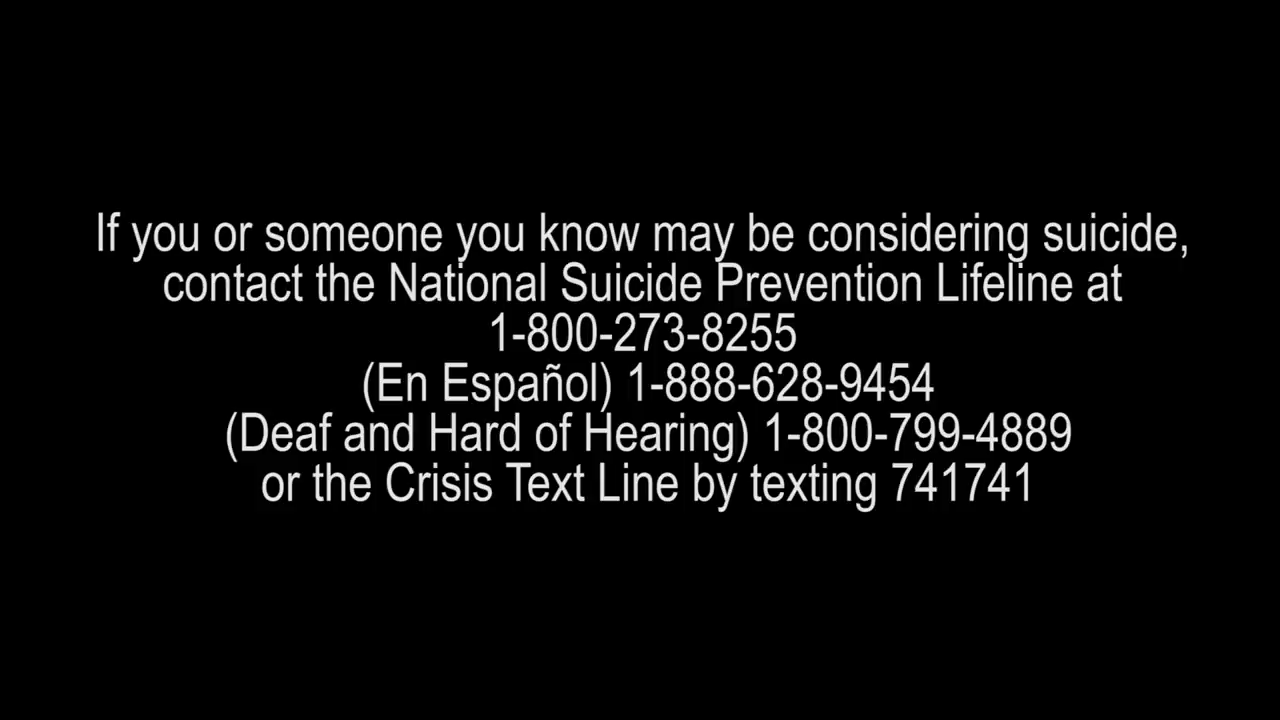 If you or someone you know may be considering suicide,
contact the National Suicide Prevention Lifeline at
1-800-273-8255
(En Español) 1-888-628-9454
(Deaf and Hard of Hearing) 1-800-799-4889
or the Crisis Text Line by texting 741741